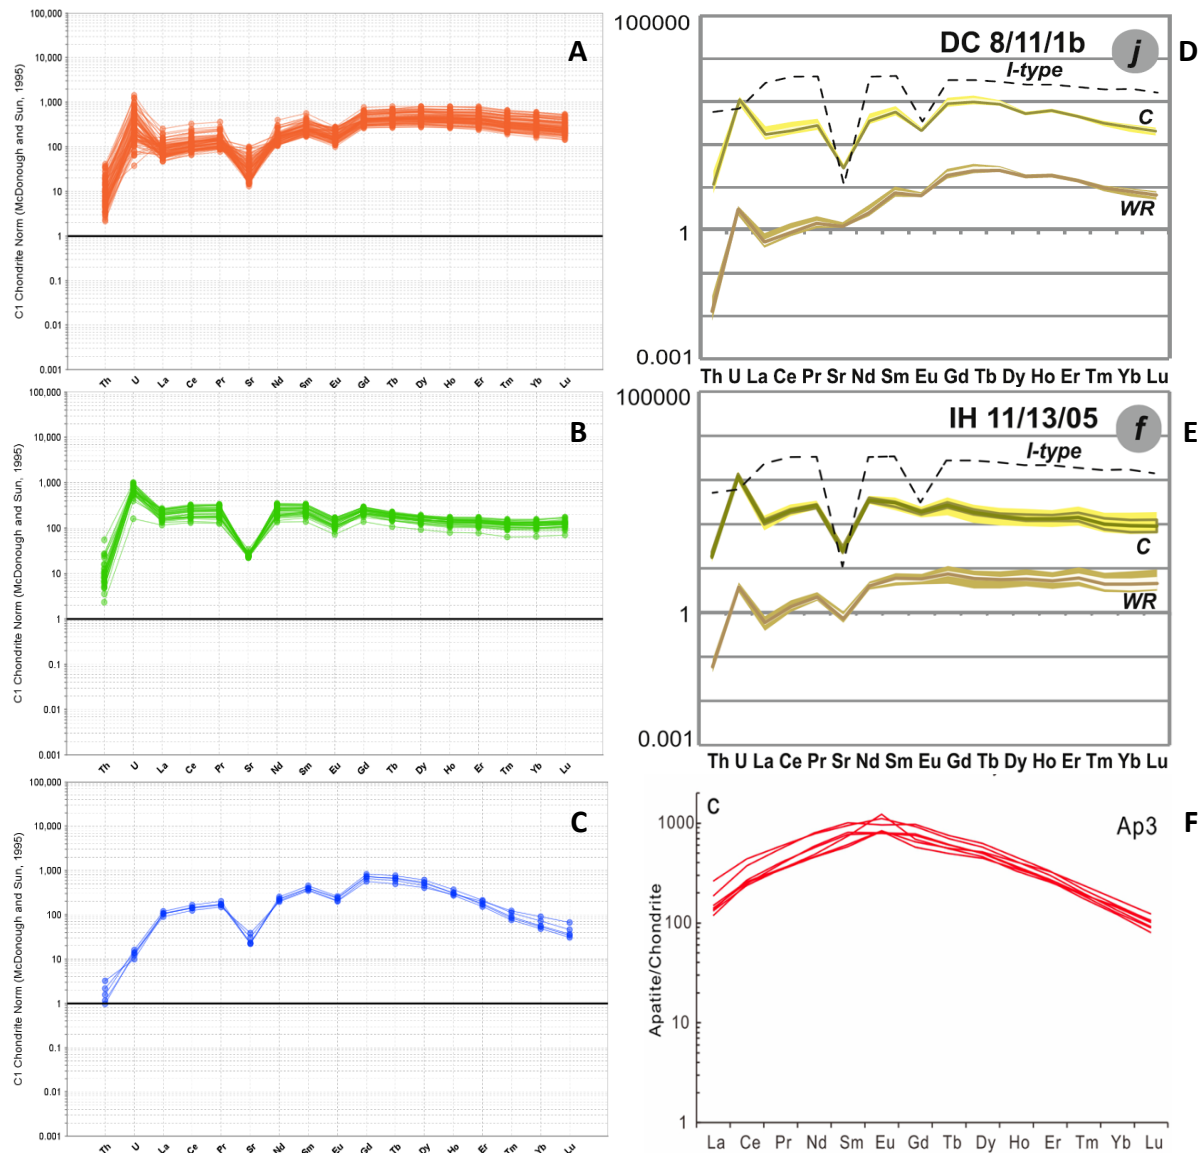 100,000
10,000
1,000
100
10
1
0.1
0.01
0.001
C1 Chondrite Norm (McDonough and Sun, 1995)
A
Th U La Ce Pr Sr Nd Sm Eu Gd Tb Dy Ho Er Tm Yb Lu
100,000
10,000
1,000
100
10
1
0.1
0.01
0.001
C1 Chondrite Norm (McDonough and Sun, 1995)
B
Th U La Ce Pr Sr Nd Sm Eu Gd Tb Dy Ho Er Tm Yb Lu
100,000
10,000
1,000
100
10
1
0.1
0.01
0.001
C1 Chondrite Norm (McDonough and Sun, 1995)
C
Th U La Ce Pr Sr Nd Sm Eu Gd Tb Dy Ho Er Tm Yb Lu
100000
1
0.001
DC 8/11/1b
j
D
I-type
C
WR
Th U La Ce Pr Sr Nd Sm Eu Gd Tb Dy Ho Er Tm Yb Lu
100000
1
0.001
IH 11/13/05
f
E
I-type
C
WR
Th U La Ce Pr Sr Nd Sm Eu Gd Tb Dy Ho Er Tm Yb Lu
C
Ap3
F
1000
100
10
1
Apatite/Chondrite
La Ce Pr Nd Sm Eu Gd Tb Dy Ho Er Tm Yb Lu